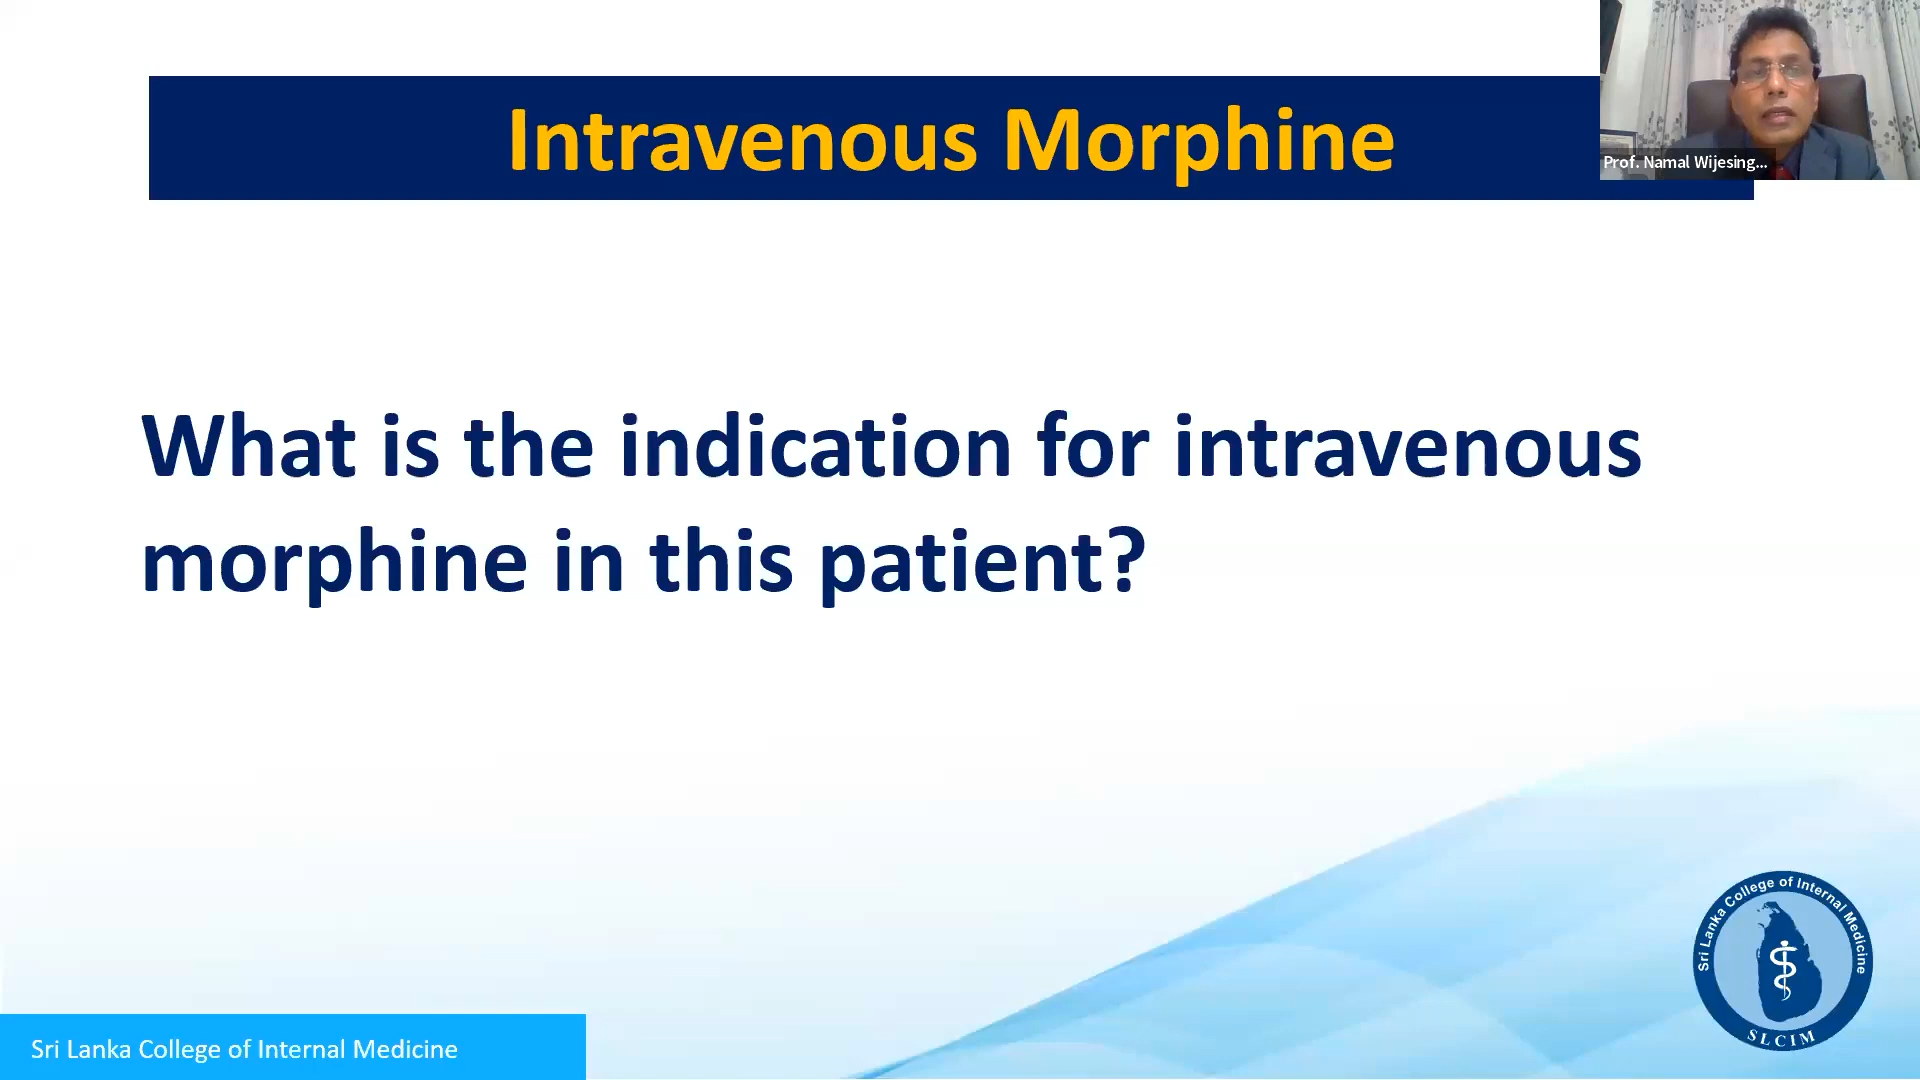 Intravenous Morphine
Prof. Namal Wijesing...
What is the indication for intravenous
morphine in this patient?
Sri Lanka College of Internal Medicine
SLCIM
Sri Lanka College of Internal Medicine